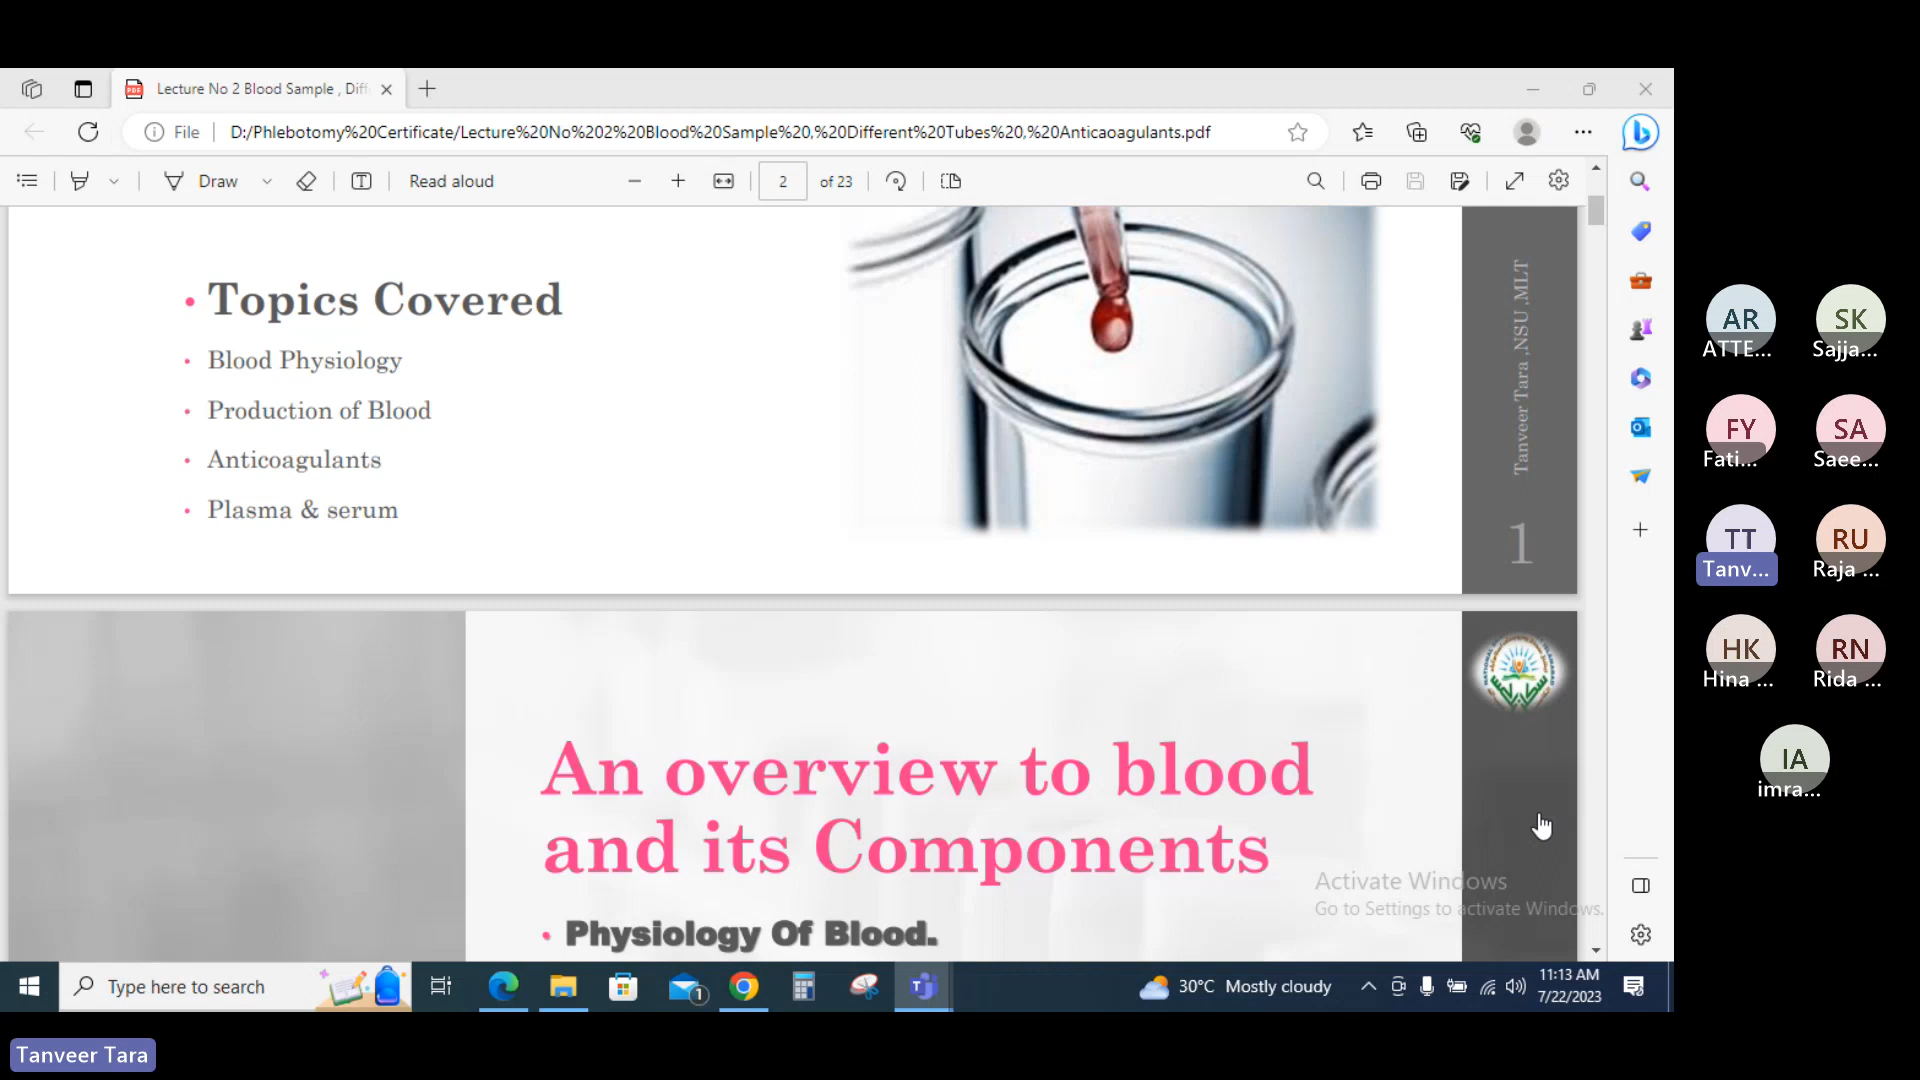 Lecture No 2 Blood Sample , Diff
File
D:/Phlebotomy%20Certificate/Lecture%20No%202%20Blood%20Sample%20,%20Different%20Tubes%20,%20Anticaoagulants.pdf
Draw
Read aloud
2
of 23
• Topics Covered
• Blood Physiology
• Production of Blood
• Anticoagulants
• Plasma & serum
Tanveer Tara ,NSU ,MLT
1
An overview to blood
and its Components
• Physiology Of Blood.
Activate Windows
Go to Settings to activate Windows.
Type here to search
1
30°C Mostly cloudy
11:13 AM
7/22/2023
AR
ATTE...
SK
Sajja...
FY
Fati...
SA
Saee...
TT
Tanv...
RU
Raja ...
HK
Hina ...
RN
Rida ...
IA
imra...
Tanveer Tara